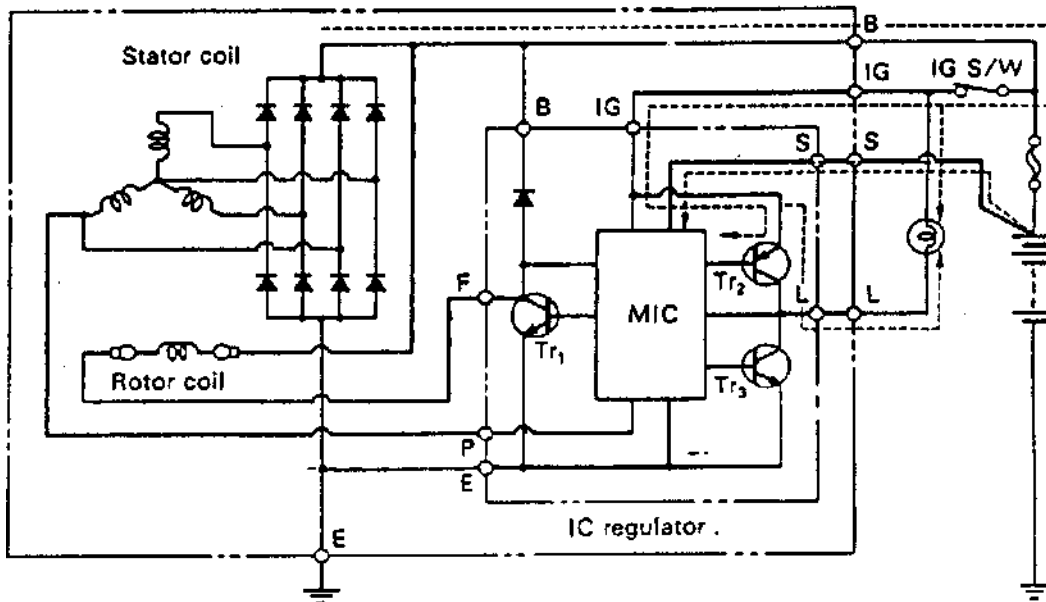 B
Stator coil
IG
IG S/W
B
IG
S
S
F
Tr2
MIC
L
L
Tr1
Rotor coil
Tr3
P
E
IC regulator .
E